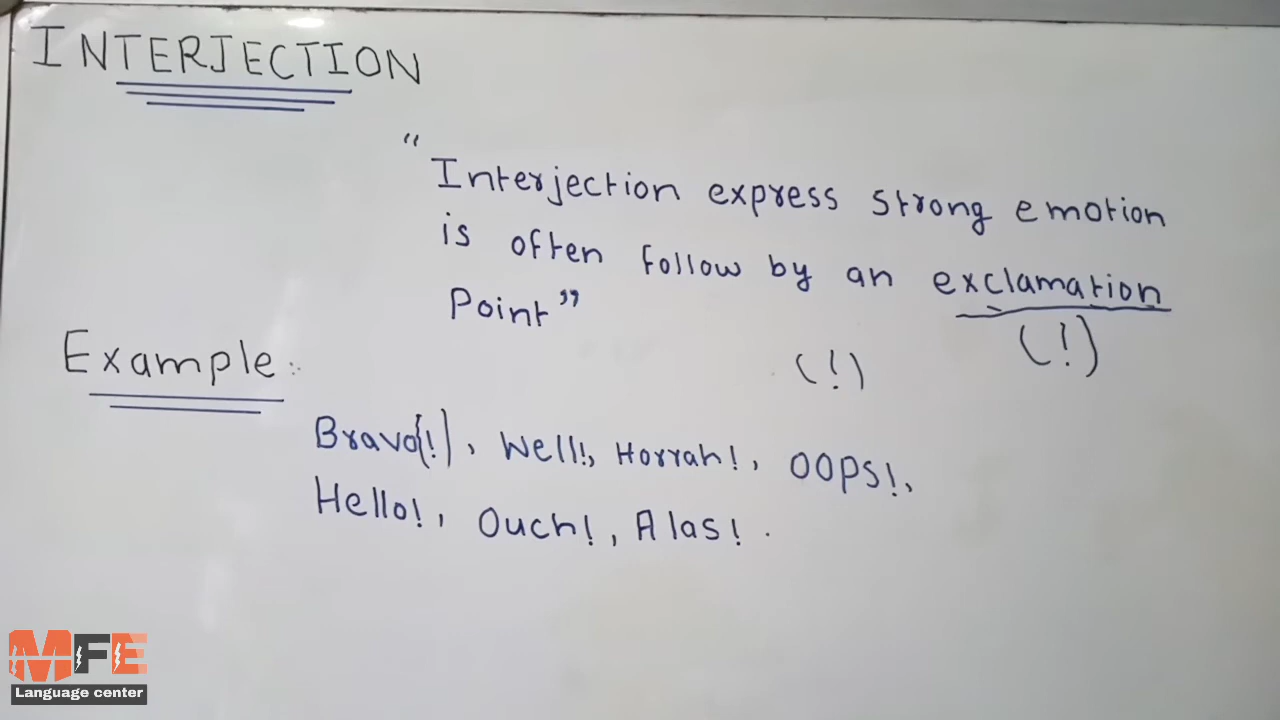 INTERJECTION
"Interjection express strong emotion
is often follow by an exclamation
Point"
(!)
(!)
Example:
Bravo{!), Well!, Horrah!, OOPS!,
Hello!, Ouch!, Alas!.
MFE
Language center